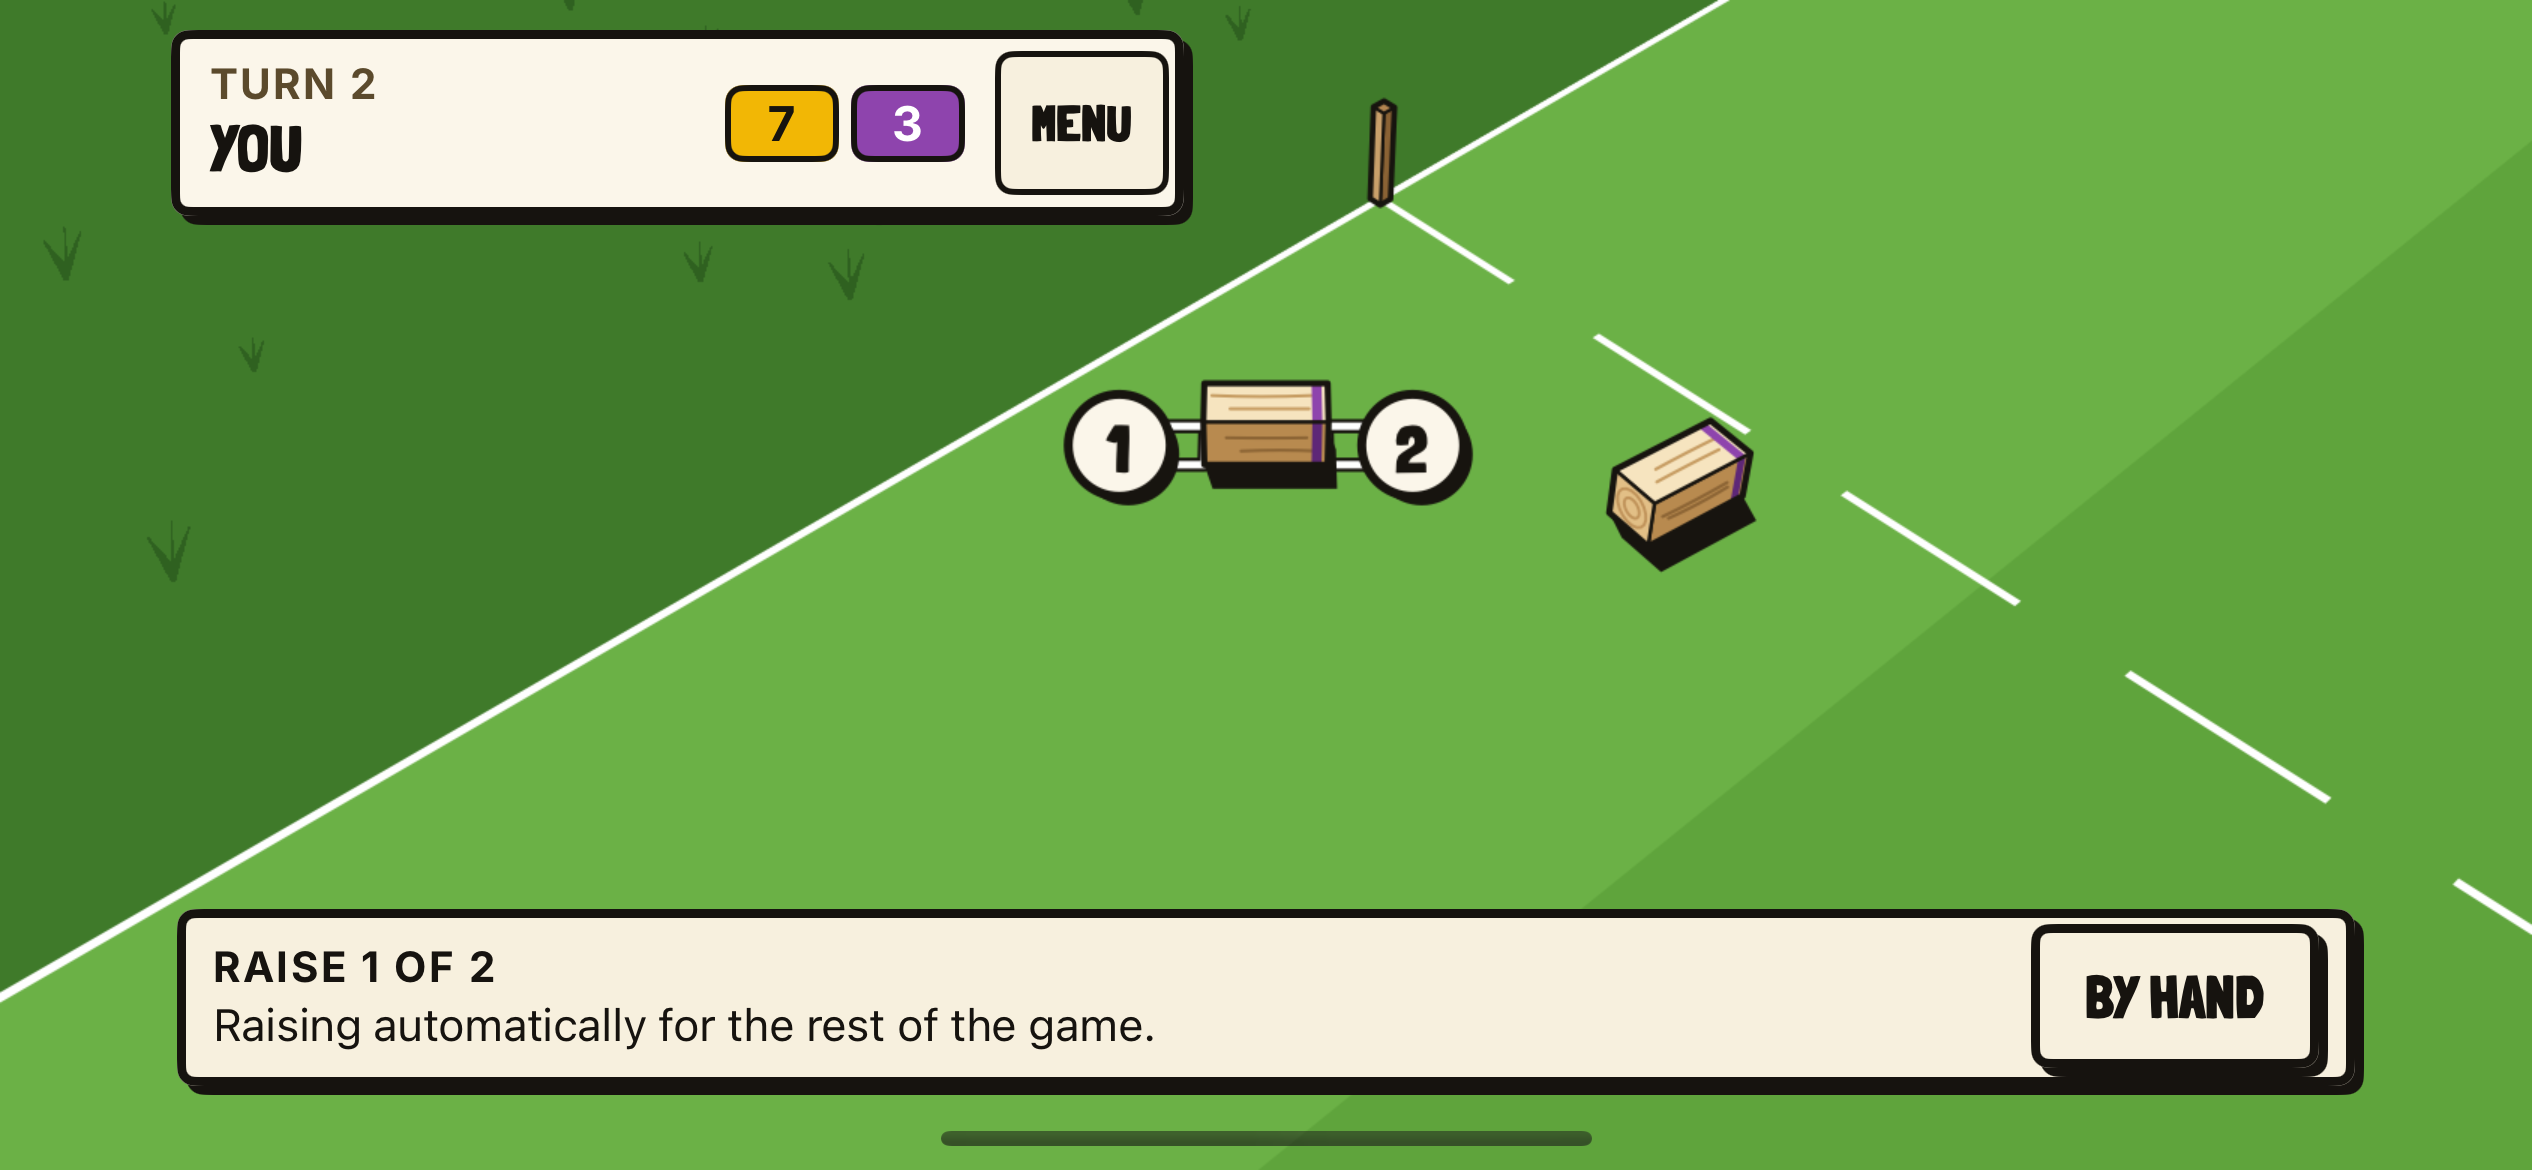 TURN 2
YOU
7
3
MENU
1
2
RAISE 1 OF 2
Raising automatically for the rest of the game.
BY HAND